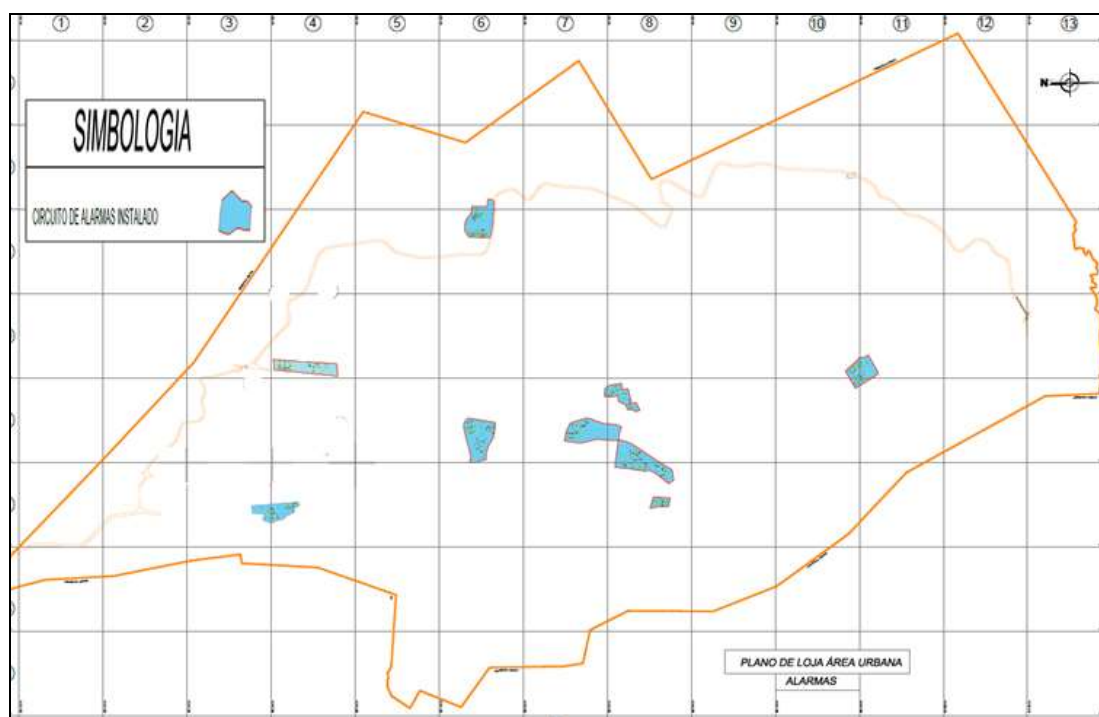 1 2 3 4 5 6 7 8 9 10 11 12 13
N
SIMBOLOGIA
CIRCUITO DE ALARMAS INSTALADO
PLANO DE LOJA ÁREA URBANA
ALARMAS